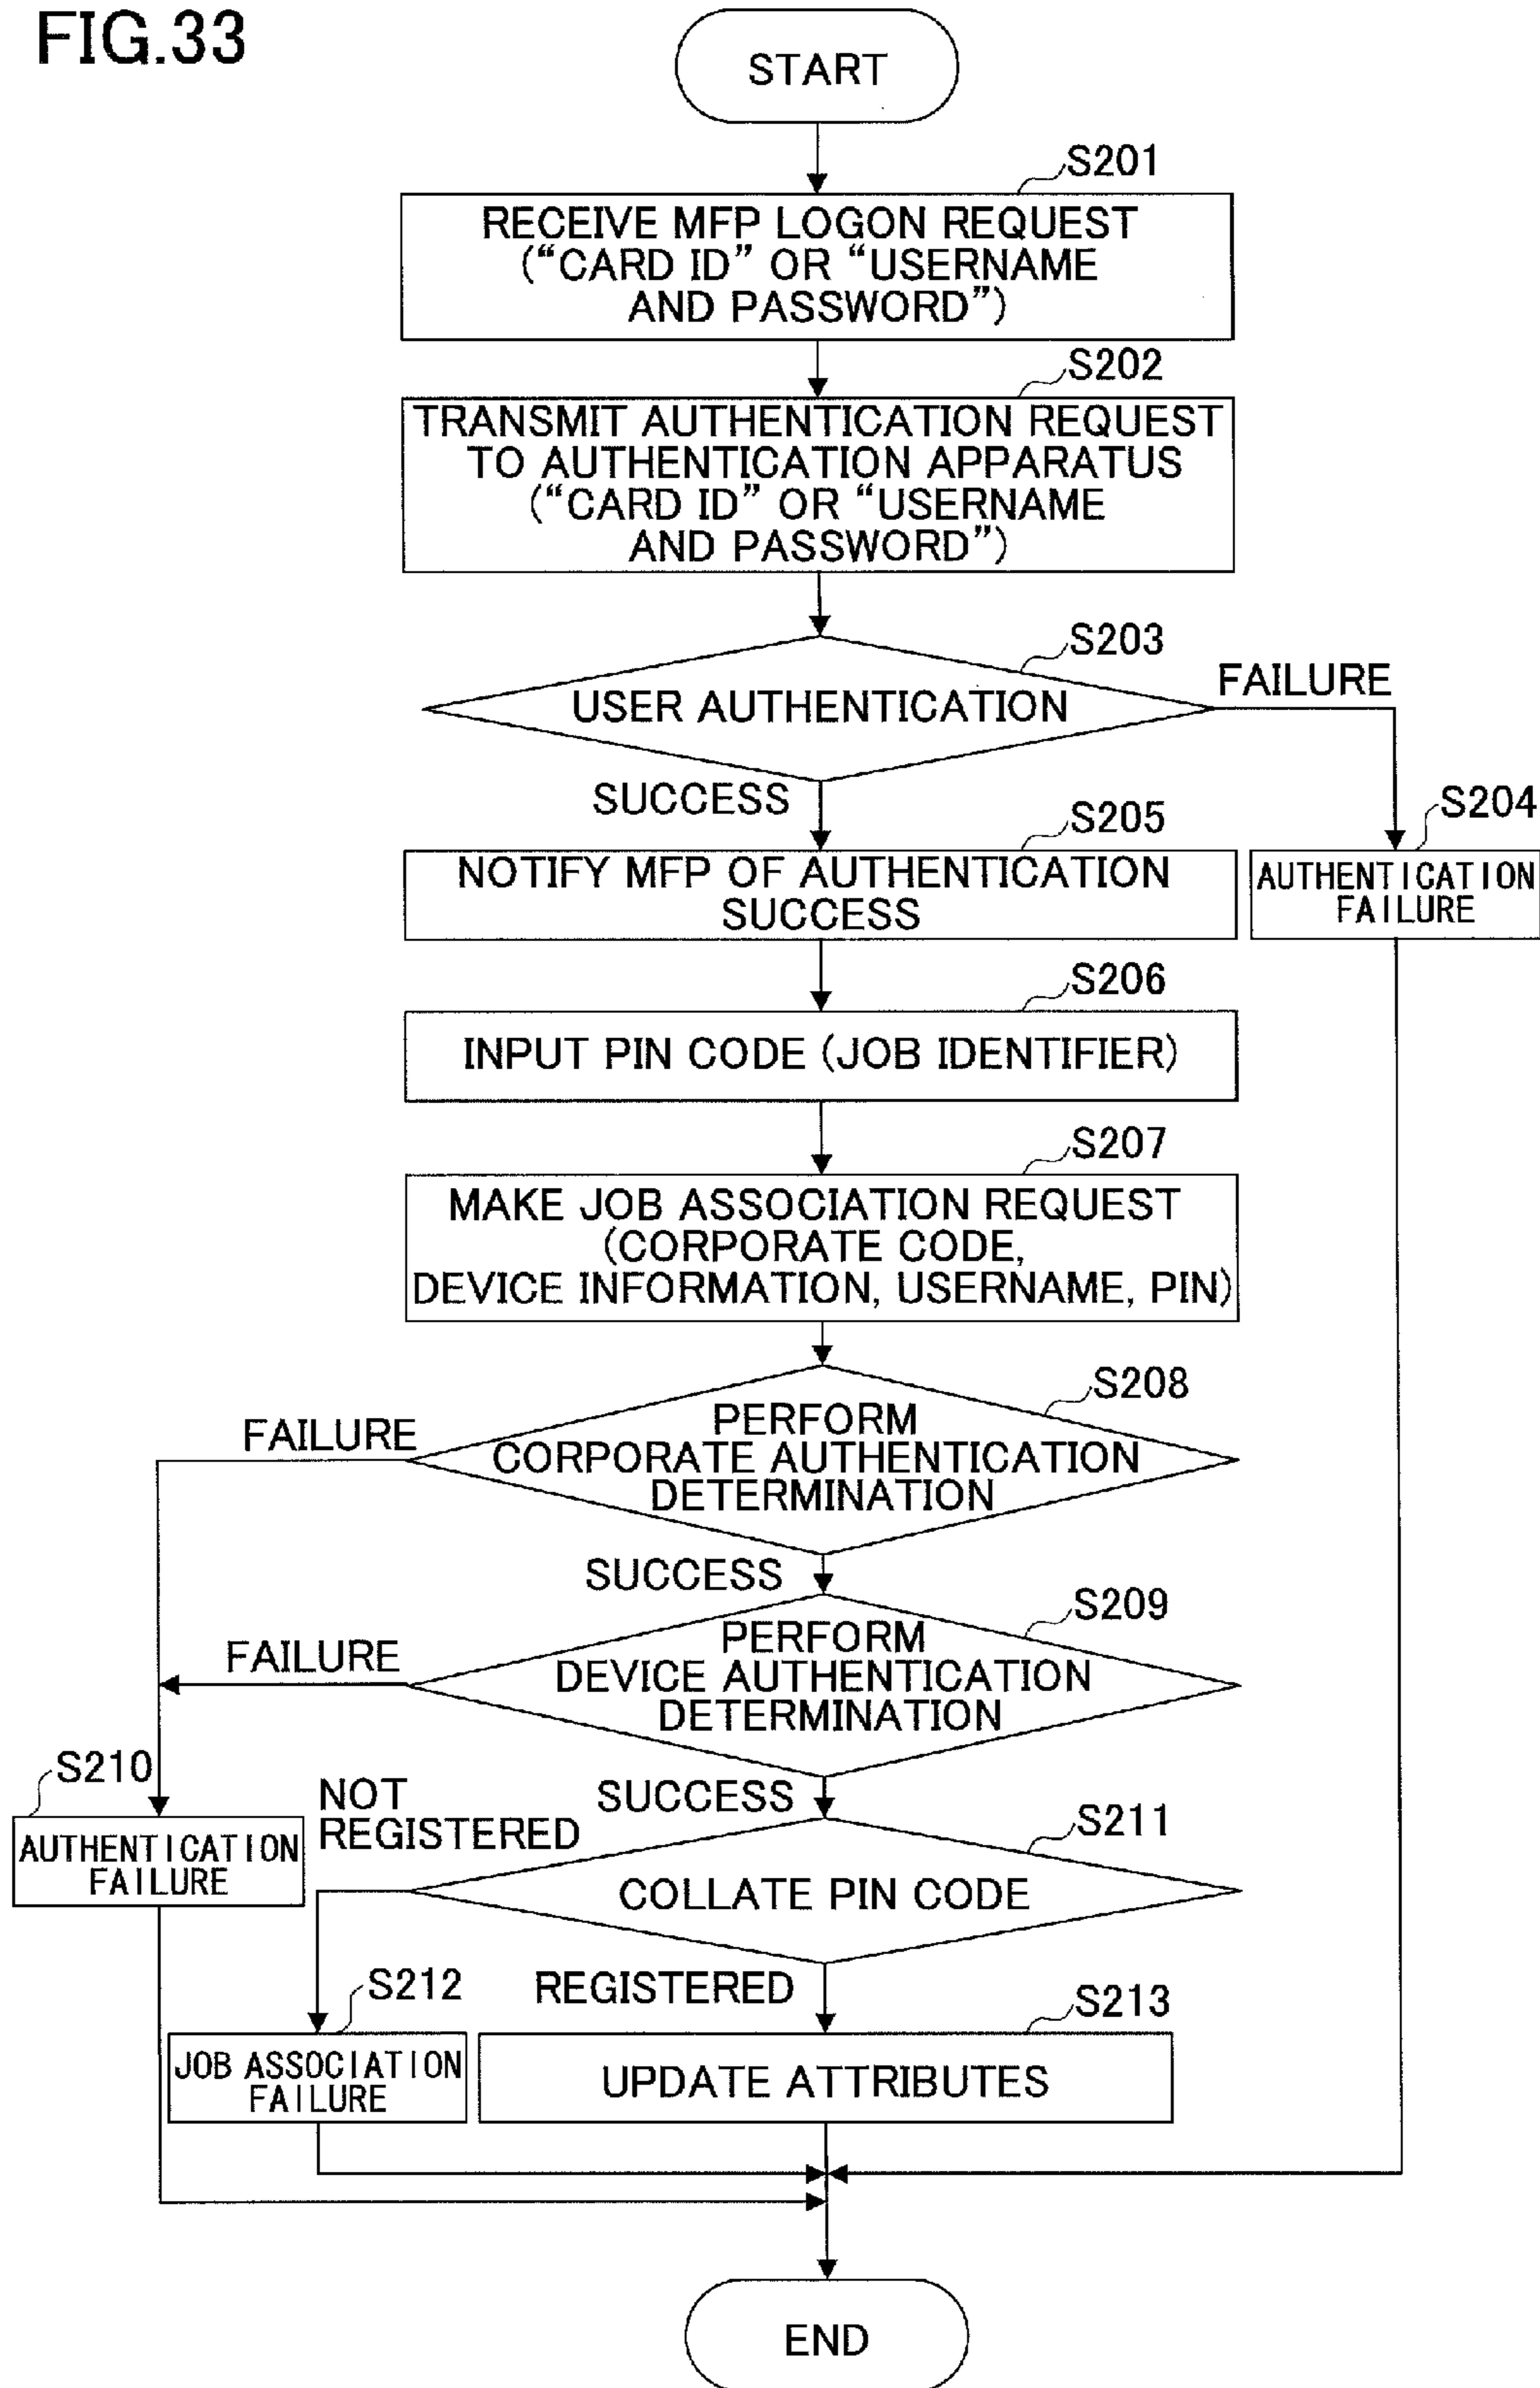 FIG.33
START
S201
RECEIVE MFP LOGON REQUEST
(“CARD ID” OR “USERNAME
AND PASSWORD”)
S202
TRANSMIT AUTHENTICATION REQUEST
TO AUTHENTICATION APPARATUS
(“CARD ID” OR “USERNAME
AND PASSWORD”)
S203
USER AUTHENTICATION
FAILURE
SUCCESS
S204
AUTHENTICATION
FAILURE
S205
NOTIFY MFP OF AUTHENTICATION
SUCCESS
S206
INPUT PIN CODE (JOB IDENTIFIER)
S207
MAKE JOB ASSOCIATION REQUEST
(CORPORATE CODE,
DEVICE INFORMATION, USERNAME, PIN)
S208
PERFORM
CORPORATE AUTHENTICATION
DETERMINATION
FAILURE
SUCCESS
S209
PERFORM
DEVICE AUTHENTICATION
DETERMINATION
FAILURE
SUCCESS
S210
AUTHENTICATION
FAILURE
NOT
REGISTERED
S211
COLLATE PIN CODE
REGISTERED
S212
JOB ASSOCIATION
FAILURE
S213
UPDATE ATTRIBUTES
END